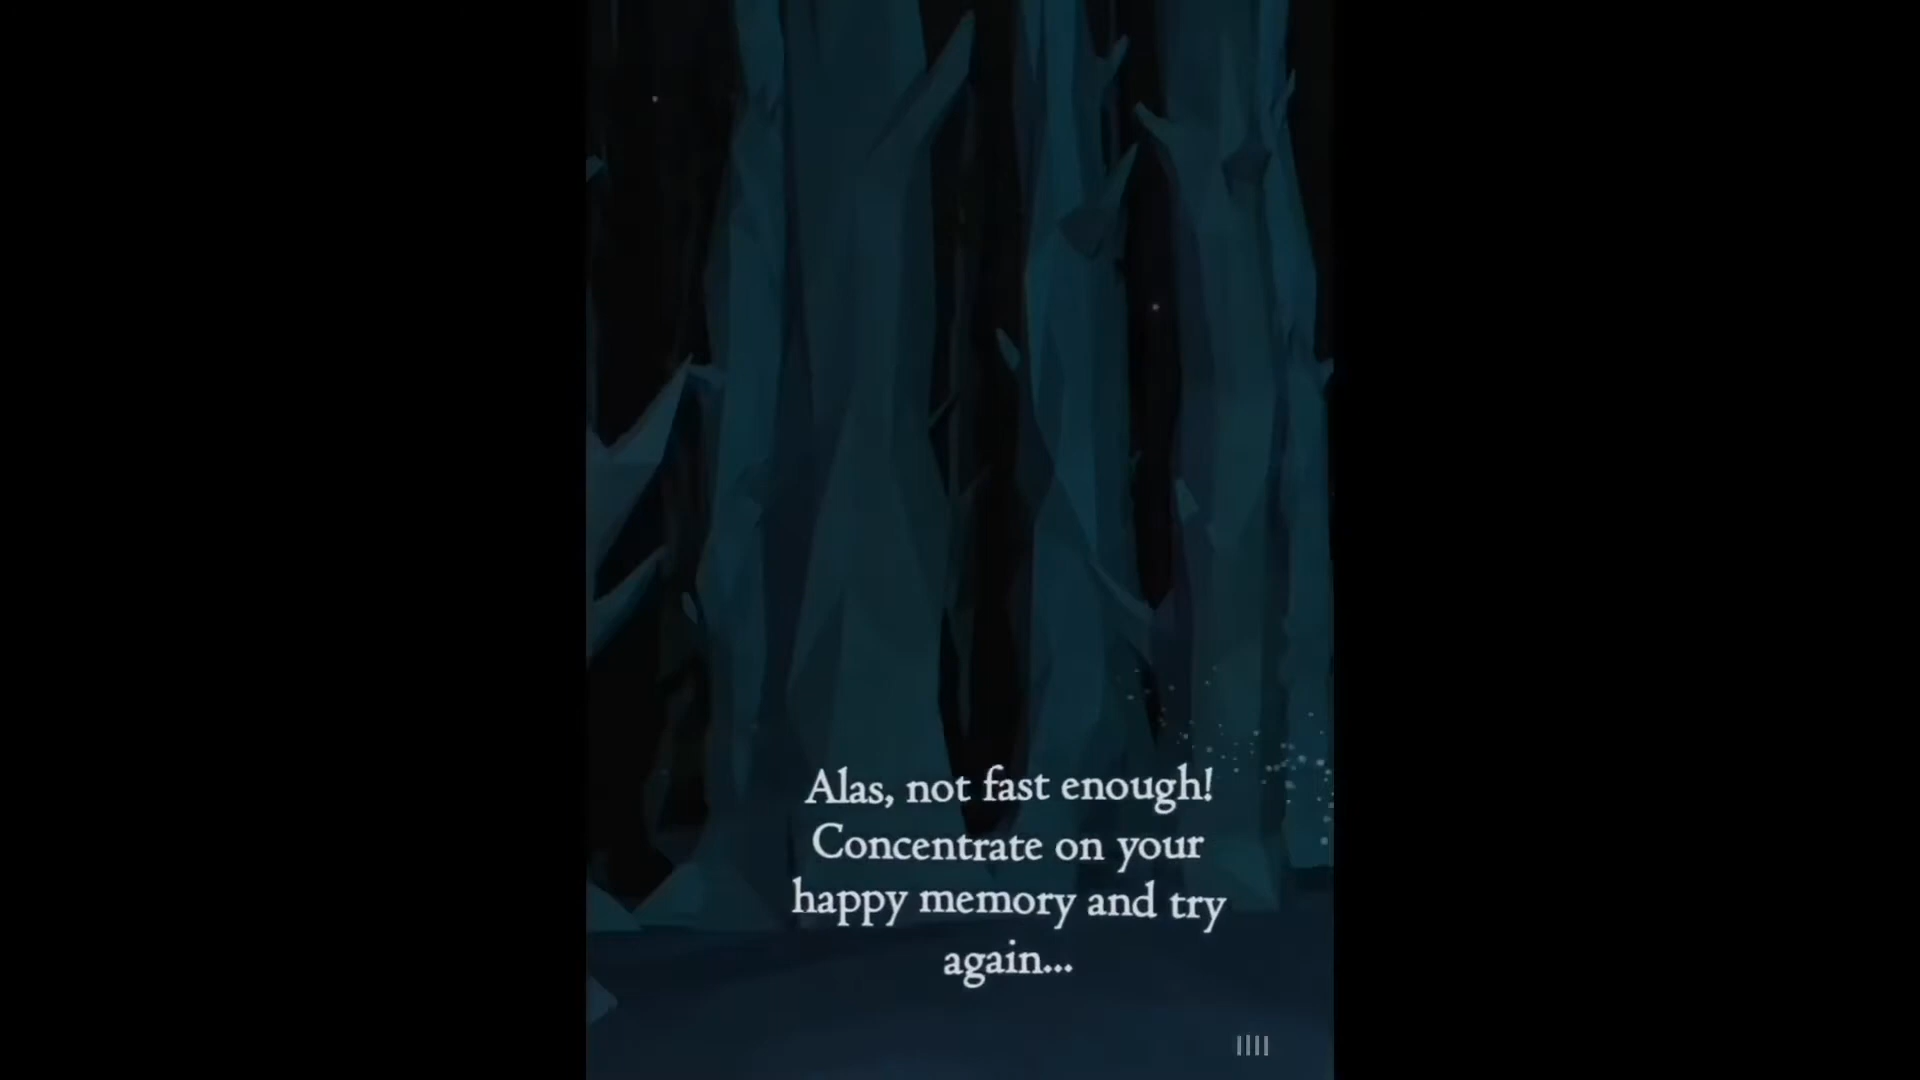 Alas, not fast enough!
Concentrate on your
happy memory and try
again...